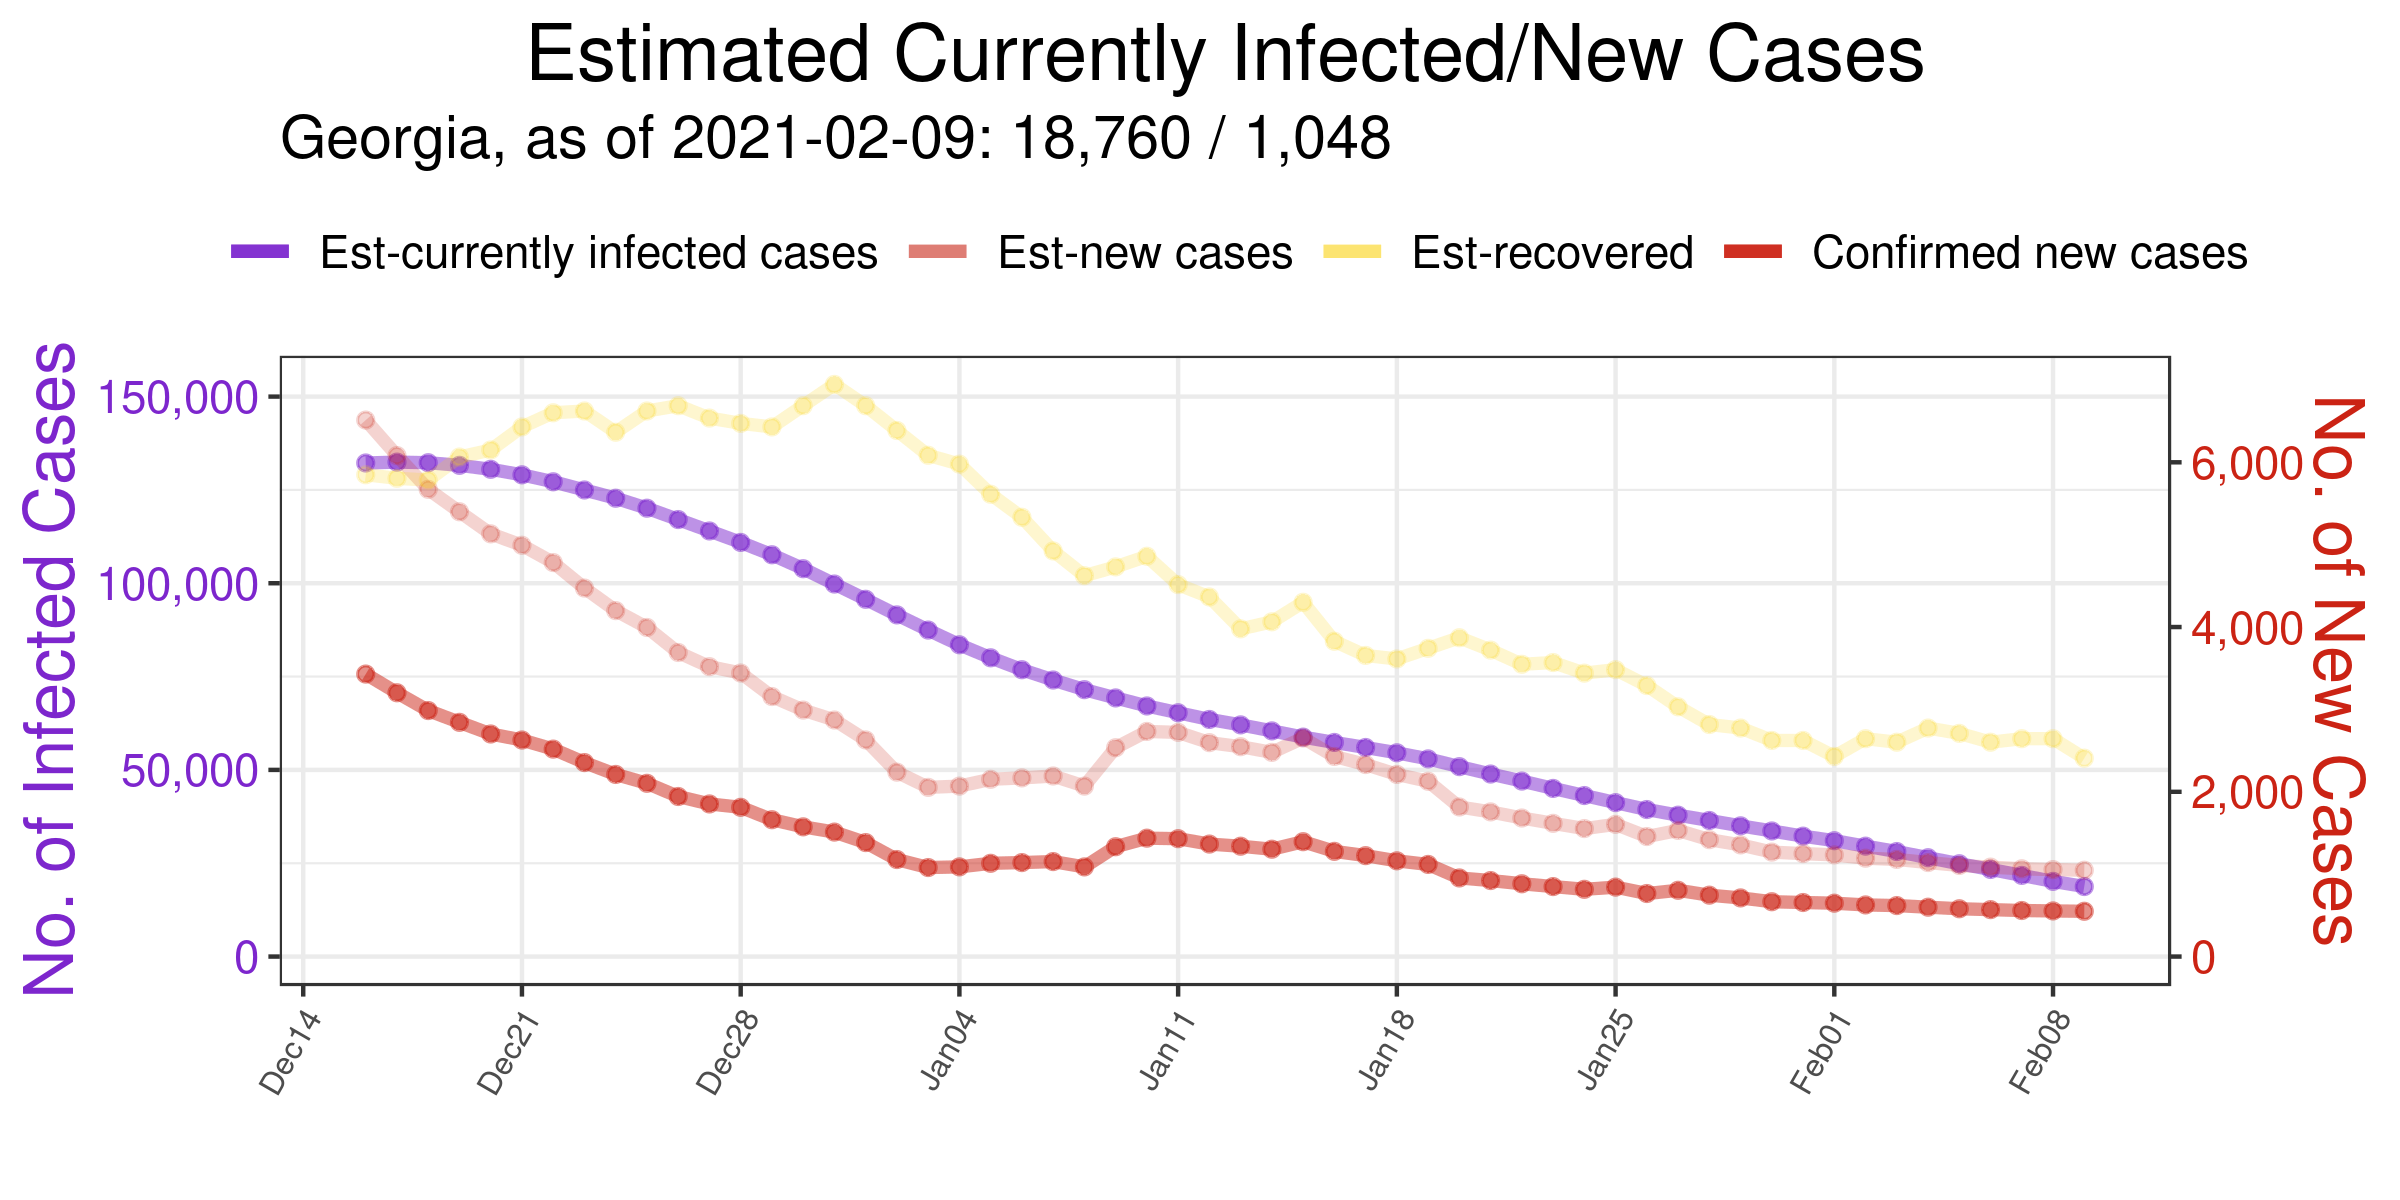 Estimated Currently Infected/New Cases
Georgia, as of 2021-02-09: 18,760 / 1,048
Est-currently infected cases Est-new cases Est-recovered Confirmed new cases
No. of Infected Cases
150,000
100,000
50,000
0
6,000
4,000
2,000
0
No. of New Cases
Dec14 Dec21 Dec28 Jan04 Jan11 Jan18 Jan25 Feb01 Feb08